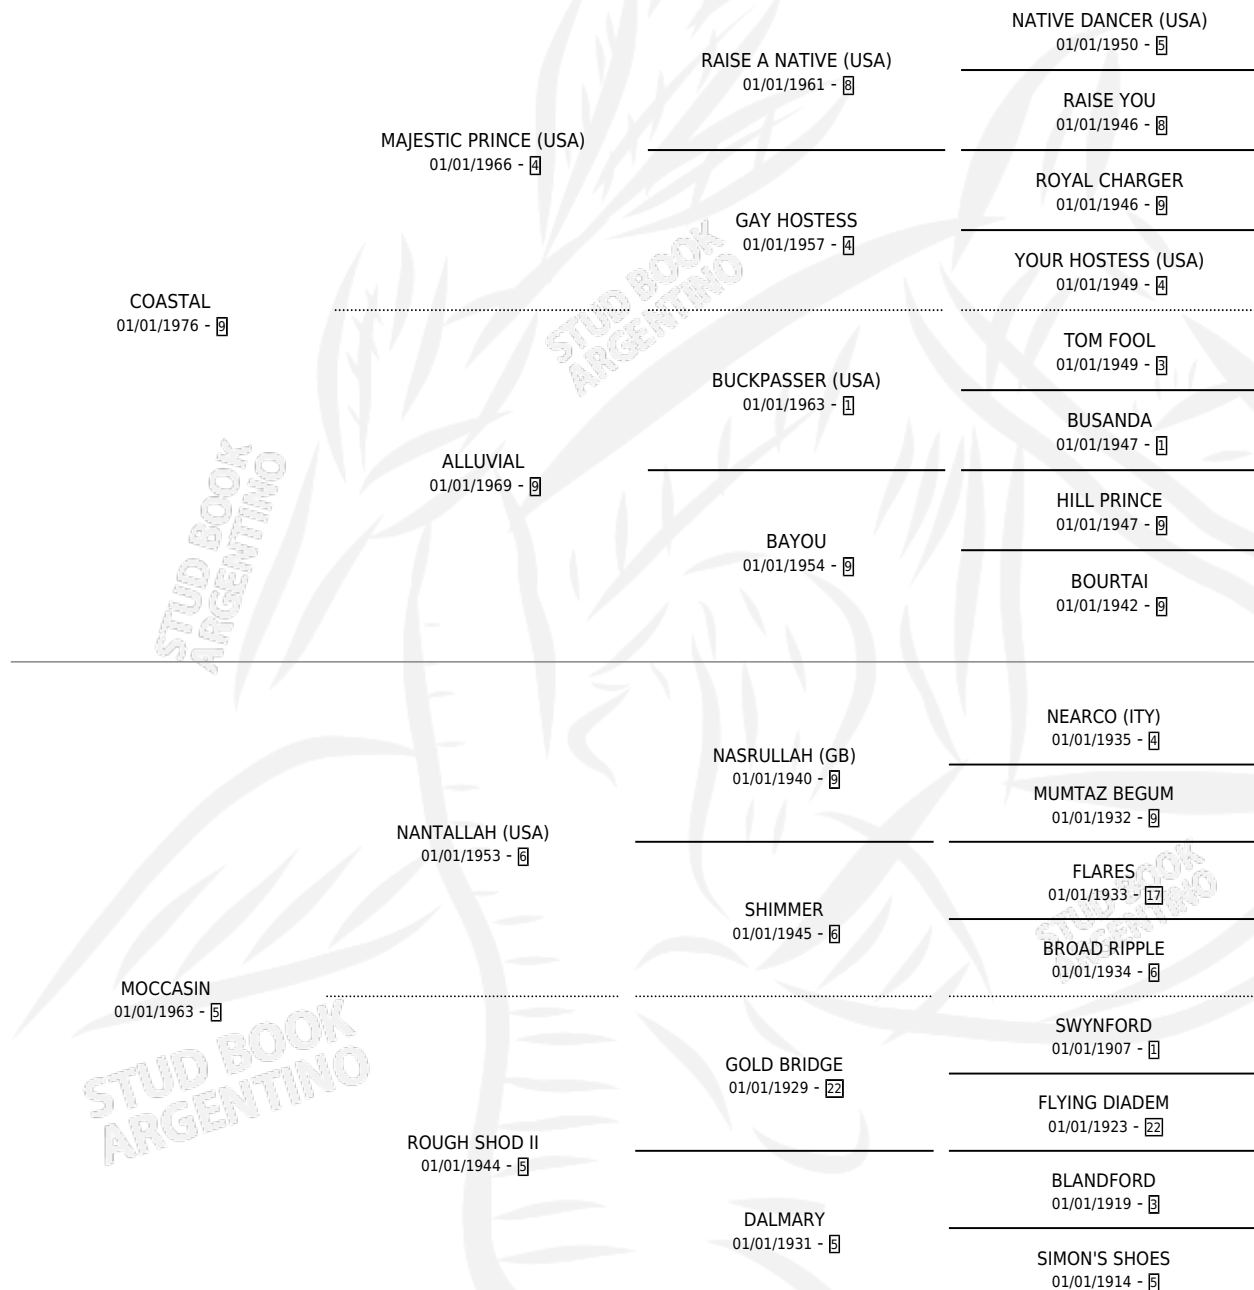 NATIVE DANCER (USA)
01/01/1950 - 5
RAISE A NATIVE (USA)
01/01/1961 - 8
RAISE YOU
01/01/1946 - 8
MAJESTIC PRINCE (USA)
01/01/1966 - 4
ROYAL CHARGER
01/01/1946 - 9
GAY HOSTESS
01/01/1957 - 4
YOUR HOSTESS (USA)
01/01/1949 - 4
COASTAL
01/01/1976 - 9
STUD BOOK
ARGENTINO
TOM FOOL
01/01/1949 - 3
BUCKPASSER (USA)
01/01/1963 - 1
BUSANDA
01/01/1947 - 1
ALLUVIAL
01/01/1969 - 9
HILL PRINCE
01/01/1947 - 9
BAYOU
01/01/1954 - 9
BOURTAI
01/01/1942 - 9
STUD BOOK
ARGENTINO
NEARCO (ITY)
01/01/1935 - 4
NASRULLAH (GB)
01/01/1940 - 9
MUMTAZ BEGUM
01/01/1932 - 9
NANTALLAH (USA)
01/01/1953 - 6
FLARES
01/01/1933 - 17
SHIMMER
01/01/1945 - 6
BROAD RIPPLE
01/01/1934 - 6
STUD BOOK
ARGENTINO
MOCCASIN
01/01/1963 - 5
SWYNFORD
01/01/1907 - 1
GOLD BRIDGE
01/01/1929 - 22
FLYING DIADEM
01/01/1923 - 22
STUD BOOK
ARGENTINO
ROUGH SHOD II
01/01/1944 - 5
BLANDFORD
01/01/1919 - 3
DALMARY
01/01/1931 - 5
SIMON'S SHOES
01/01/1914 - 5